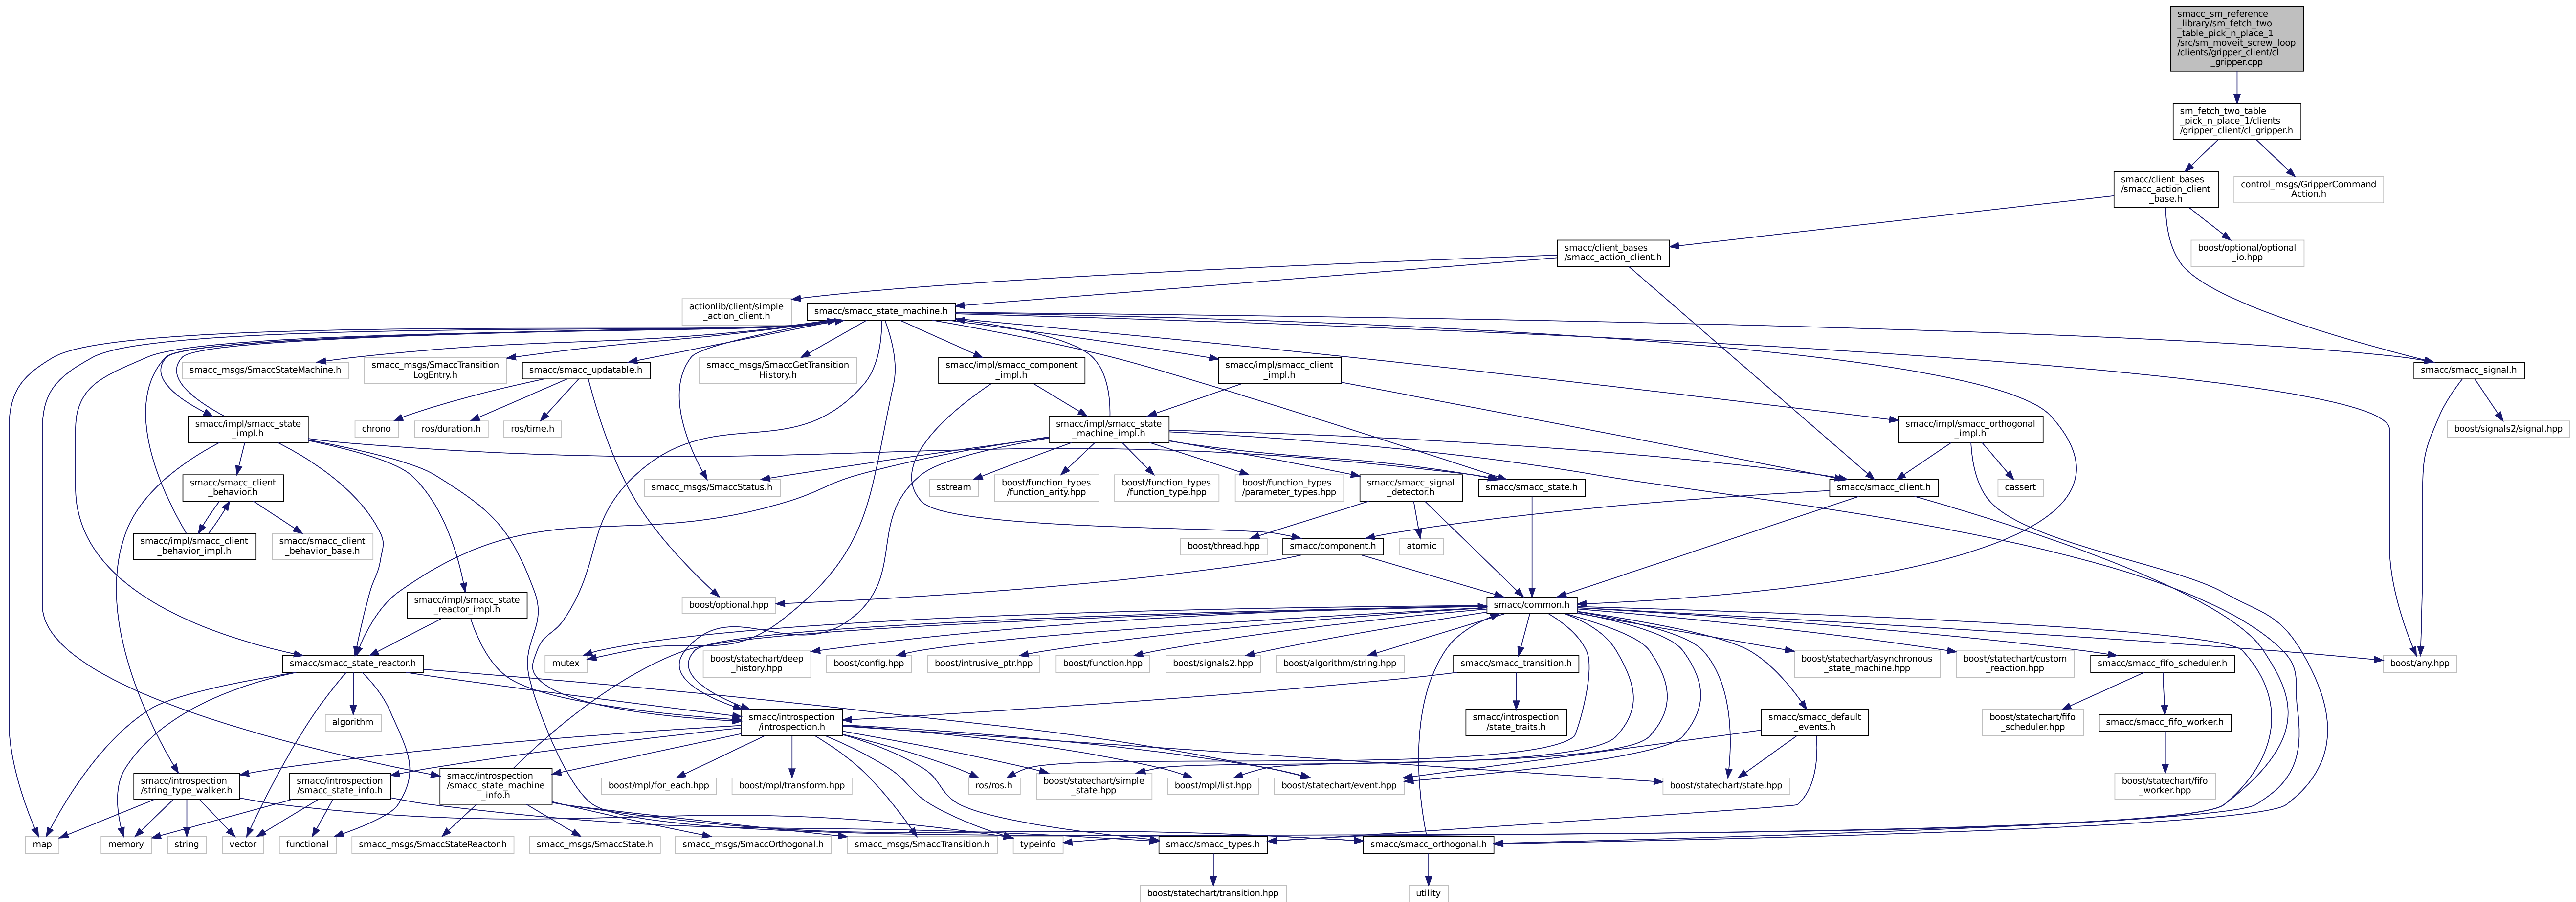 smacc_sm_reference
_library/sm_fetch_two
_table_pick_n_place_1
/src/sm_moveit_screw_loop
/clients/gripper_client/cl
_gripper.cpp
sm_fetch_two_table
_pick_n_place_1/clients
/gripper_client/cl_gripper.h
smacc/client_bases
/smacc_action_client
_base.h
control_msgs/GripperCommand
Action.h
smacc/client_bases
/smacc_action_client.h
boost/optional/optional
_io.hpp
actionlib/client/simple
_action_client.h
smacc/smacc_state_machine.h
smacc_msgs/SmaccStateMachine.h
smacc_msgs/SmaccTransition
LogEntry.h
smacc/smacc_updatable.h
smacc_msgs/SmaccGetTransition
History.h
smacc/impl/smacc_component
_impl.h
smacc/impl/smacc_client
_impl.h
smacc/smacc_signal.h
smacc/impl/smacc_state
_impl.h
chrono
ros/duration.h
ros/time.h
smacc/impl/smacc_state
_machine_impl.h
smacc/impl/smacc_orthogonal
_impl.h
boost/signals2/signal.hpp
smacc/smacc_client
_behavior.h
smacc_msgs/SmaccStatus.h
sstream
boost/function_types
/function_arity.hpp
boost/function_types
/function_type.hpp
boost/function_types
/parameter_types.hpp
smacc/smacc_signal
_detector.h
smacc/smacc_state.h
smacc/smacc_client.h
cassert
smacc/impl/smacc_client
_behavior_impl.h
smacc/smacc_client
_behavior_base.h
boost/thread.hpp
smacc/component.h
atomic
smacc/impl/smacc_state
_reactor_impl.h
boost/optional.hpp
smacc/common.h
smacc/smacc_state_reactor.h
mutex
boost/statechart/deep
_history.hpp
boost/config.hpp
boost/intrusive_ptr.hpp
boost/function.hpp
boost/signals2.hpp
boost/algorithm/string.hpp
smacc/smacc_transition.h
boost/statechart/asynchronous
_state_machine.hpp
boost/statechart/custom
_reaction.hpp
smacc/smacc_fifo_scheduler.h
boost/any.hpp
algorithm
smacc/introspection
/introspection.h
smacc/introspection
/state_traits.h
smacc/smacc_default
_events.h
boost/statechart/fifo
_scheduler.hpp
smacc/smacc_fifo_worker.h
smacc/introspection
/string_type_walker.h
smacc/introspection
/smacc_state_info.h
smacc/introspection
/smacc_state_machine
_info.h
boost/mpl/for_each.hpp
boost/mpl/transform.hpp
ros/ros.h
boost/statechart/simple
_state.hpp
boost/mpl/list.hpp
boost/statechart/event.hpp
boost/statechart/state.hpp
boost/statechart/fifo
_worker.hpp
map
memory
string
vector
functional
smacc_msgs/SmaccStateReactor.h
smacc_msgs/SmaccState.h
smacc_msgs/SmaccOrthogonal.h
smacc_msgs/SmaccTransition.h
typeinfo
smacc/smacc_types.h
smacc/smacc_orthogonal.h
boost/statechart/transition.hpp
utility